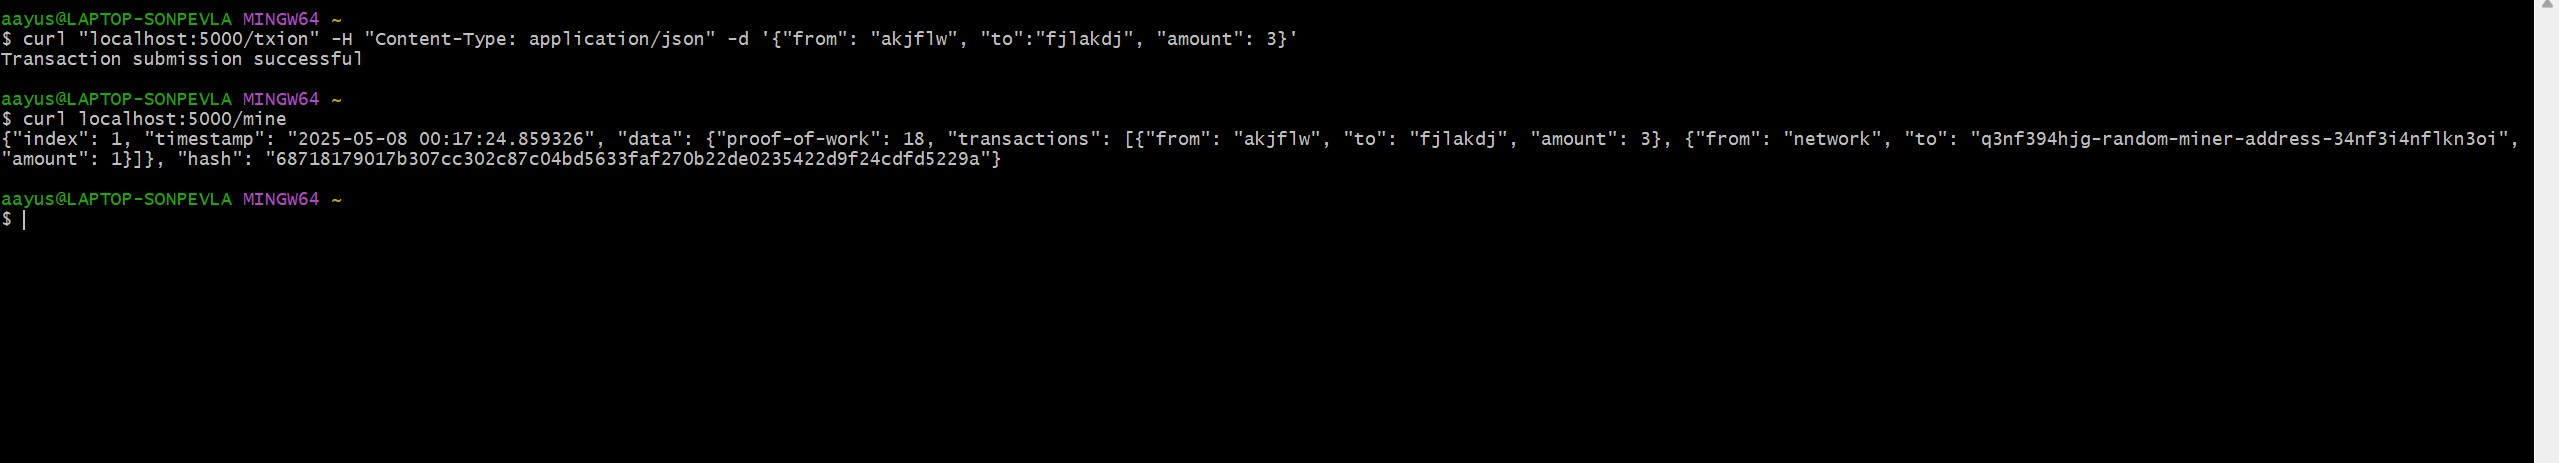 aayus@LAPTOP-SONPEVLA MINGW64 ~
$ curl "localhost:5000/txion" -H "Content-Type: application/json" -d '{"from": "akjflw", "to":"fjlakdj", "amount": 3}'
Transaction submission successful
aayus@LAPTOP-SONPEVLA MINGW64 ~
$ curl localhost:5000/mine
{"index": 1, "timestamp": "2025-05-08 00:17:24.859326", "data": {"proof-of-work": 18, "transactions": [{"from": "akjflw", "to": "fjlakdj", "amount": 3}, {"from": "network", "to": "q3nf394hjg-random-miner-address-34nf3i4nflkn3oi",
"amount": 1}]}, "hash": "68718179017b307cc302c87c04bd5633faf270b22de0235422d9f24cdfd5229a"}
aayus@LAPTOP-SONPEVLA MINGW64 ~
$